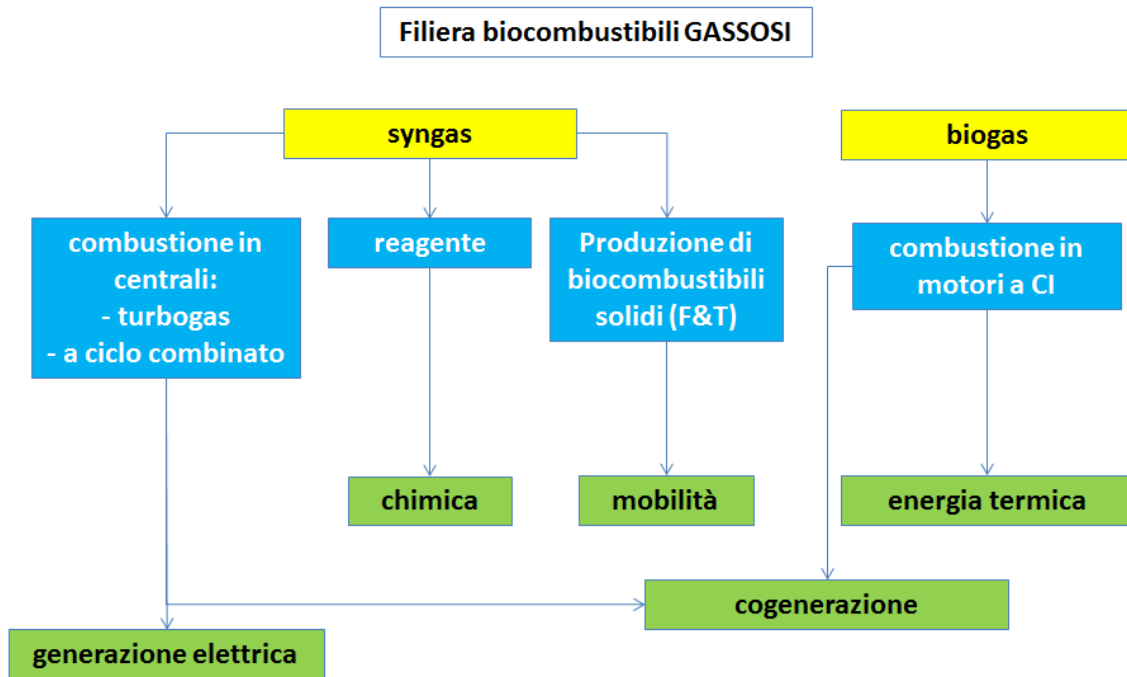 Filiera biocombustibili GASSOSI
syngas
biogas
combustione in
centrali:
- turbogas
- a ciclo combinato
reagente
Produzione di
biocombustibili
solidi (F&T)
combustione in
motori a CI
chimica
mobilità
energia termica
cogenerazione
generazione elettrica